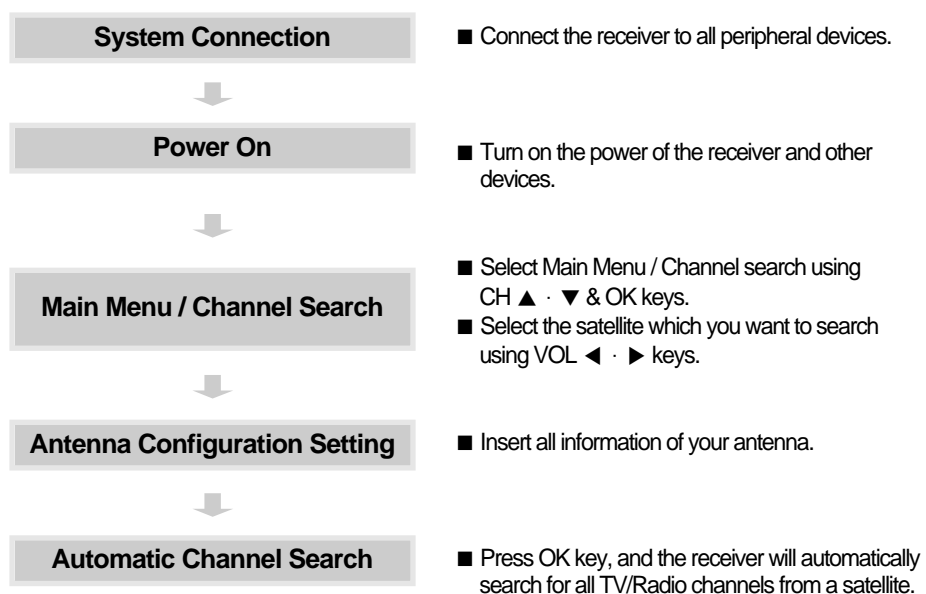 System Connection
■ Connect the receiver to all peripheral devices.
Power On
■ Turn on the power of the receiver and other
devices.
Main Menu / Channel Search
■ Select Main Menu / Channel search using
CH ▲ · ▼ & OK keys.
■ Select the satellite which you want to search
using VOL ◀ · ▶ keys.
Antenna Configuration Setting
■ Insert all information of your antenna.
Automatic Channel Search
■ Press OK key, and the receiver will automatically
search for all TV/Radio channels from a satellite.